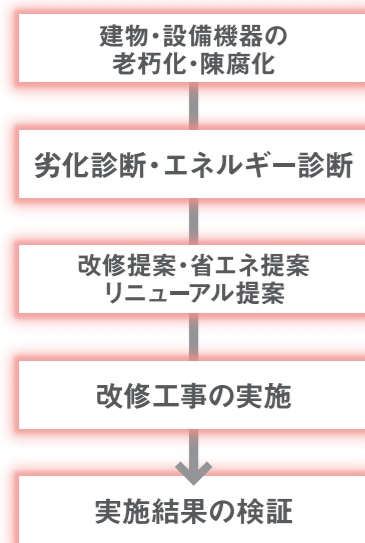 建物・設備機器の
老朽化・陳腐化
劣化診断・エネルギー診断
改修提案・省エネ提案
リニューアル提案
改修工事の実施
実施結果の検証